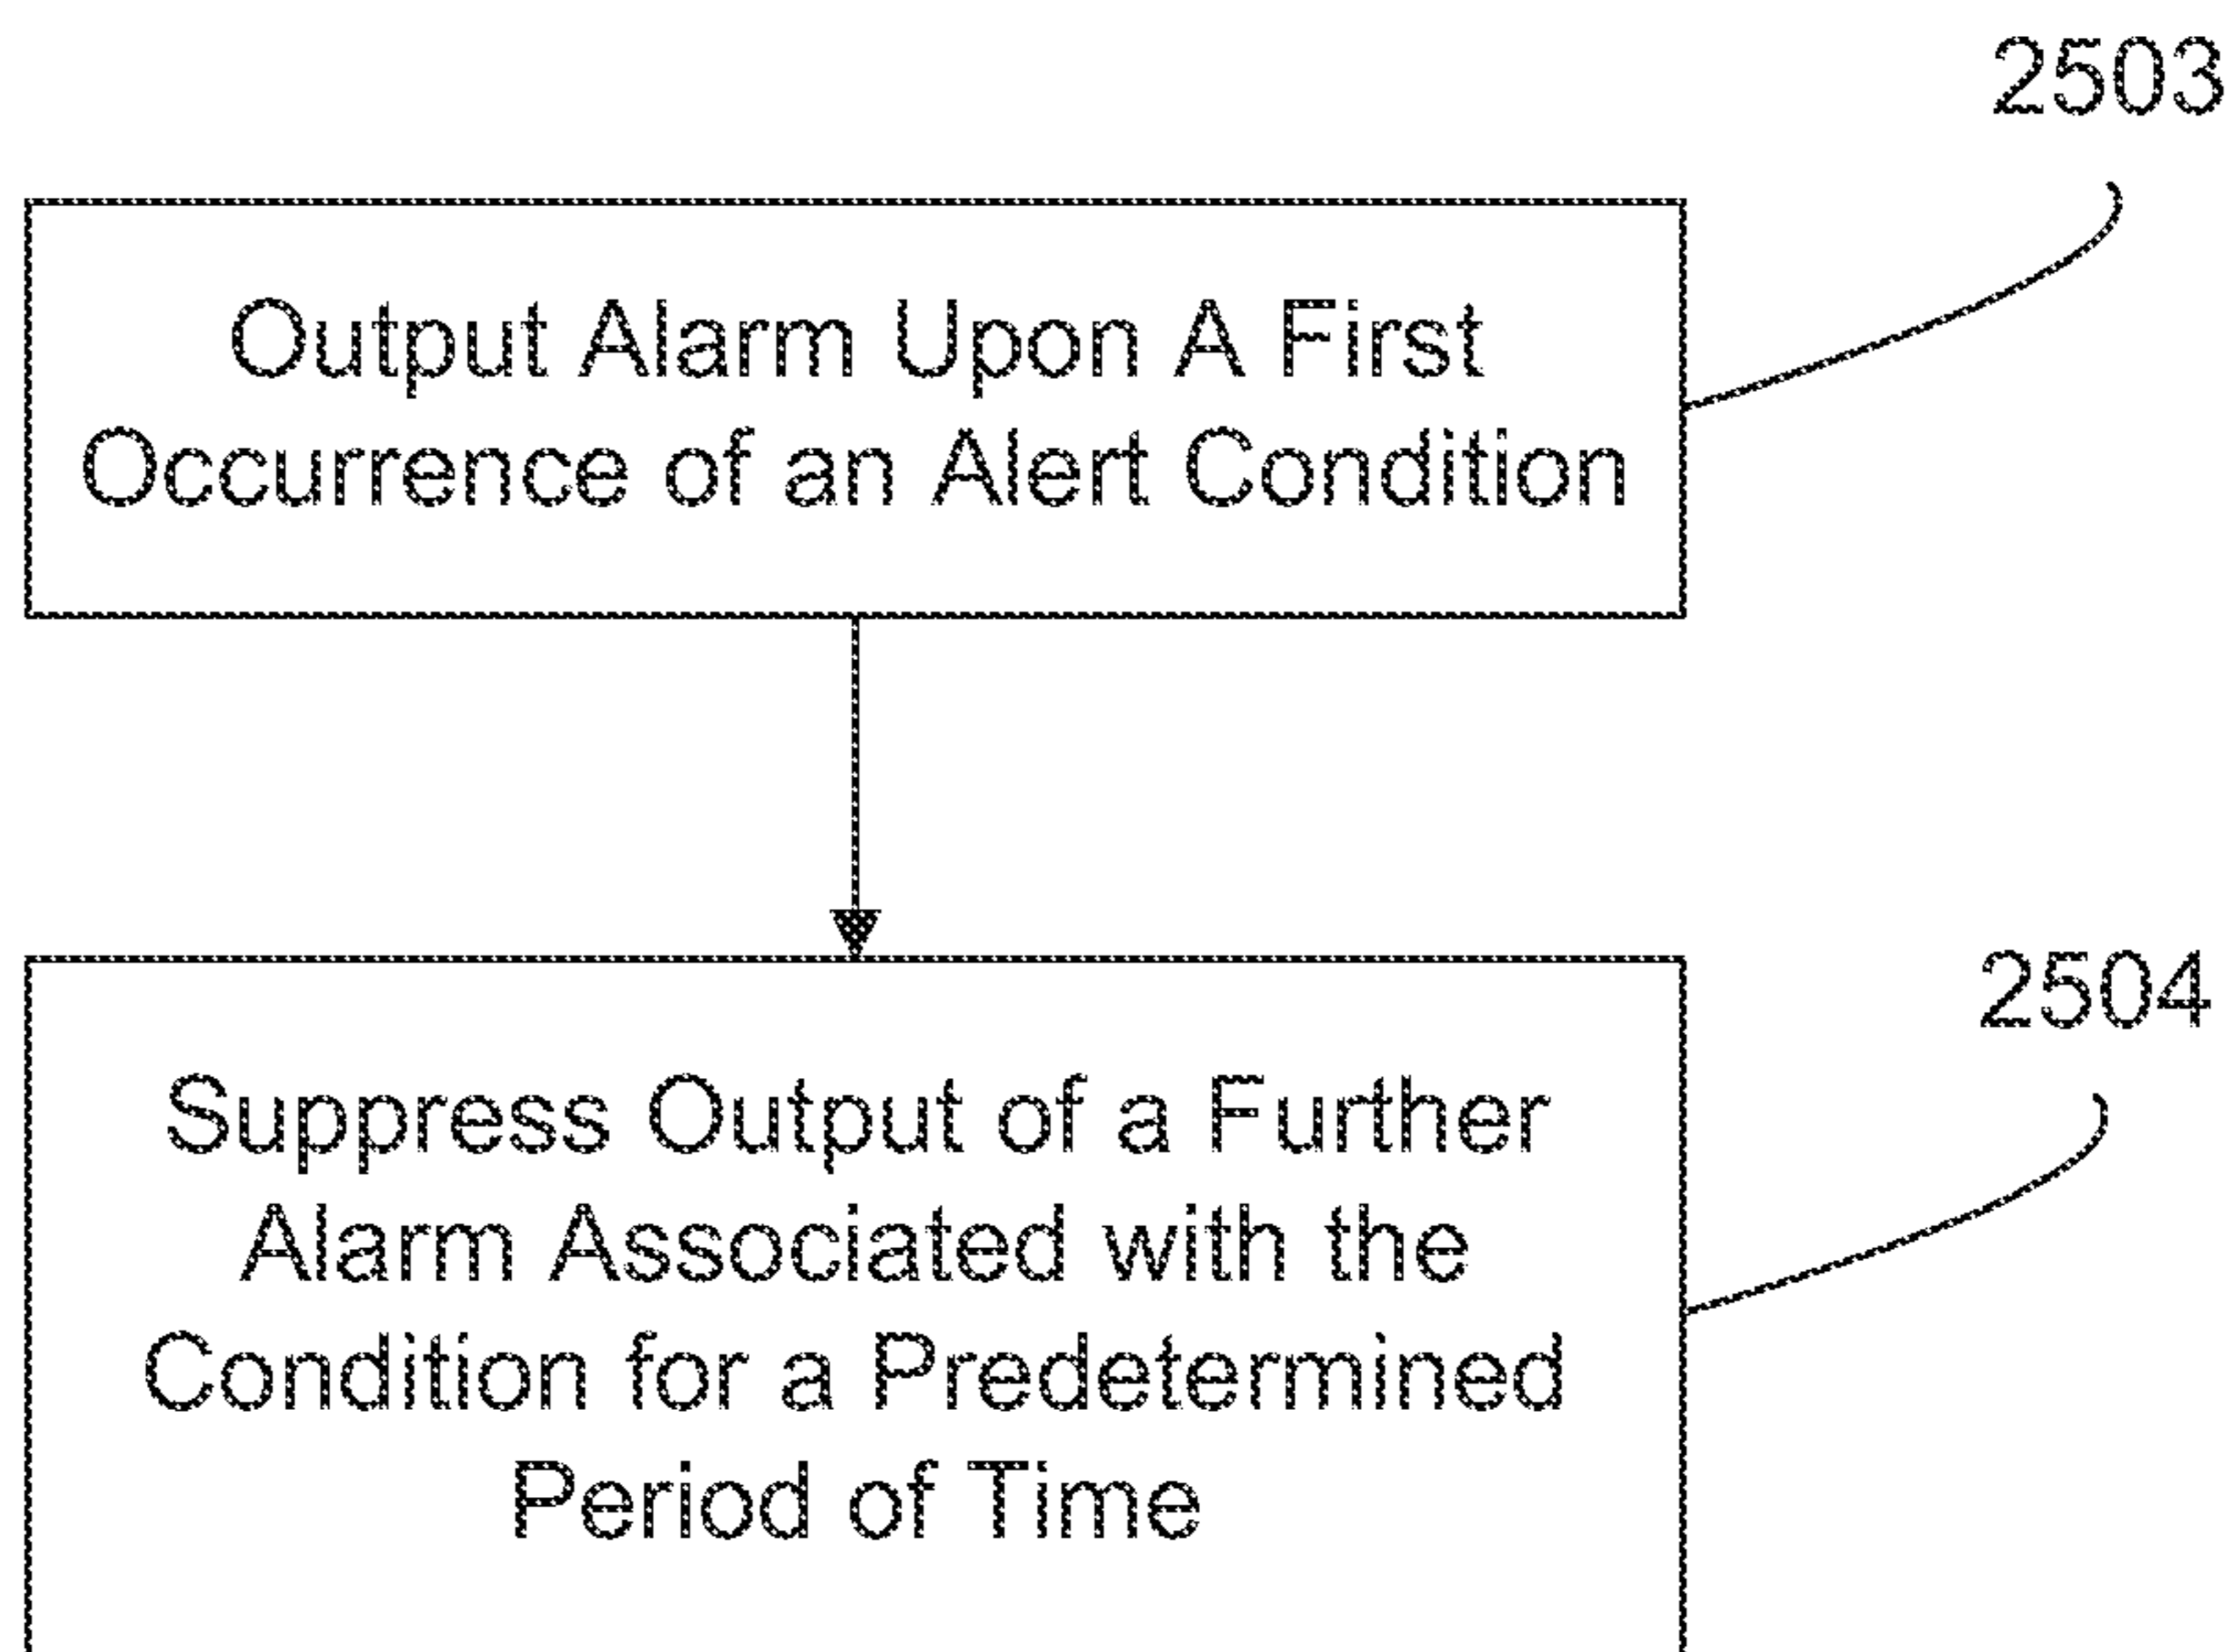 2503
Output Alarm Upon A First
Occurrence of an Alert Condition
2504
Suppress Output of a Further
Alarm Associated with the
Condition for a Predetermined
Period of Time